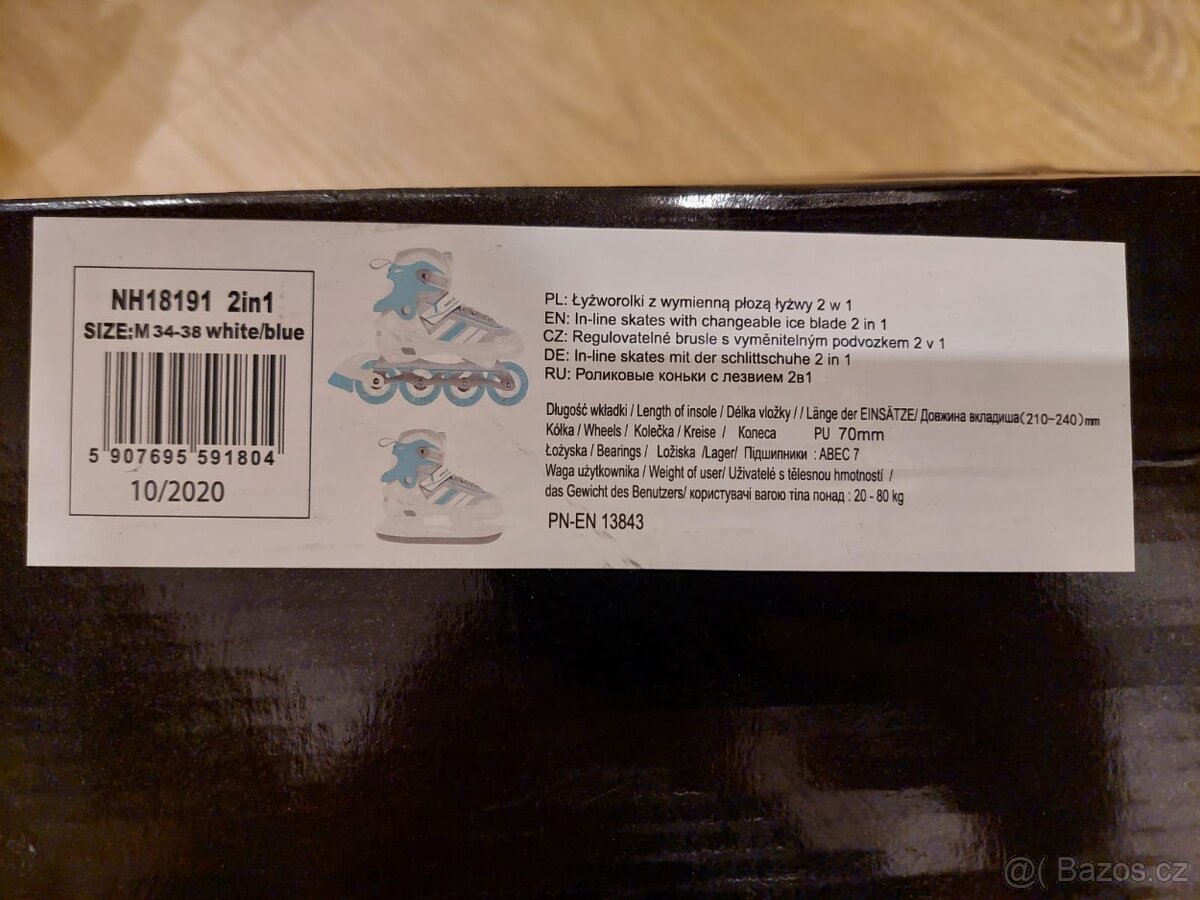 NH18191 2in1
SIZE:M 34-38 white/blue
5 907695 591804
10/2020
PL: Łyżworolki z wymienną płozą łyżwy 2 w 1
EN: In-line skates with changeable ice blade 2 in 1
CZ: Regulovatelné brusle s vyměnitelným podvozkem 2 v 1
DE: In-line skates mit der schlittschuhe 2 in 1
RU: Роликовые коньки с лезвием 2в1
Długość wkładki / Length of insole / Délka vložky / / Länge der EINSÄTZE/ Довжина вкладиша(210-240)mm
Kółka / Wheels / Kolečka / Kreise / Колеса PU 70mm
Łożyska / Bearings / Ložiska /Lager/ Підшипники : ABEC 7
Waga użytkownika / Weight of user/ Uživatelé s tělesnou hmotností /
das Gewicht des Benutzers/ користувачі вагою тіла понад : 20 - 80 kg
PN-EN 13843
@( Bazos.cz